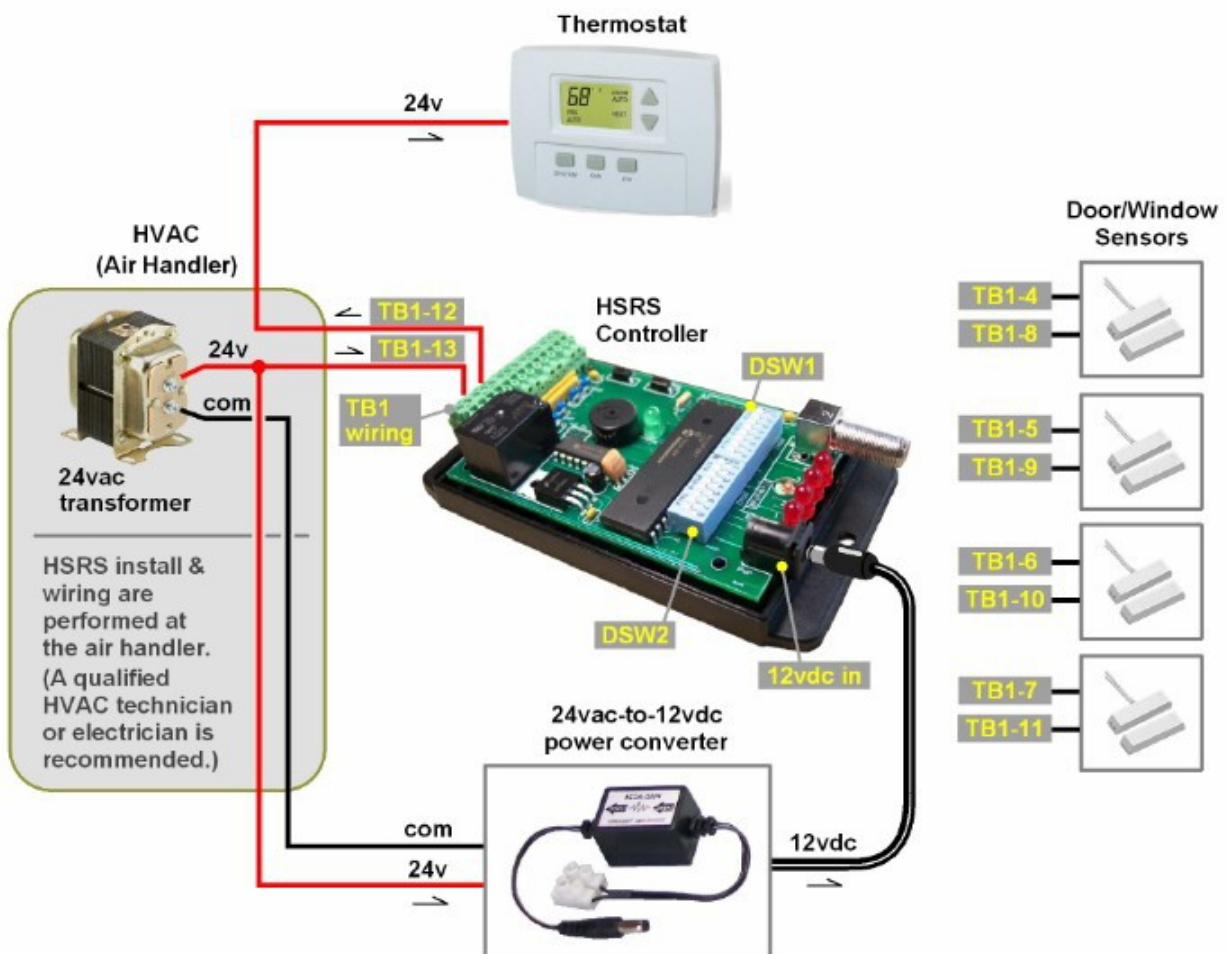 Thermostat
24v
68
HVAC
(Air Handler)
24v
com
24vac
transformer
HSRS install &
wiring are
performed at
the air handler.
(A qualified
HVAC technician
or electrician is
recommended.)
TB1-12
TB1-13
TB1
wiring
HSRS
Controller
DSW1
DSW2
12vdc in
Door/Window
Sensors
TB1-4
TB1-8
TB1-5
TB1-9
TB1-6
TB1-10
TB1-7
TB1-11
24vac-to-12vdc
power converter
com
24v
12vdc